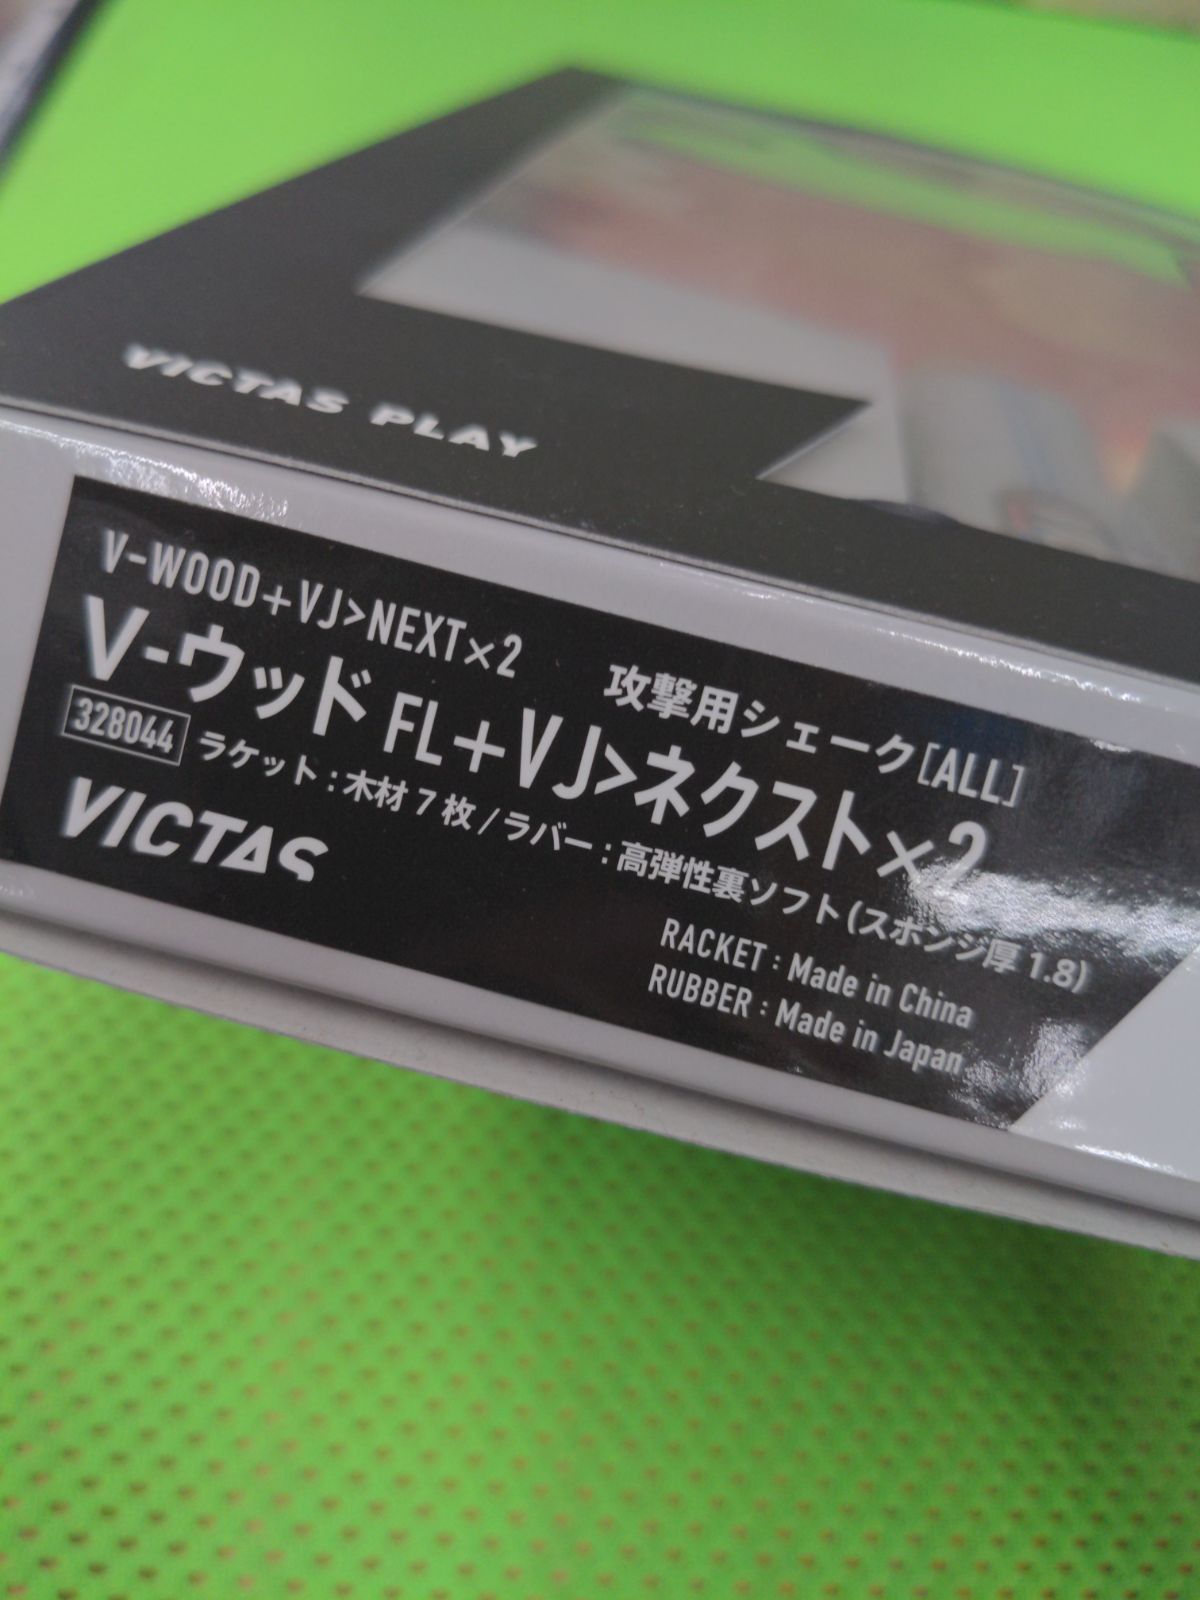 VICTAS PLAY
V-WOOD+VJ>NEXT×2
攻撃用シェーク[ALL]
V-ウッド FL+VJ>ネクスト×2
328044
ラケット:木材7枚/ラバー:高弾性裏ソフト(スポンジ厚1.8)
VICTAS
RACKET : Made in China
RUBBER : Made in Japan